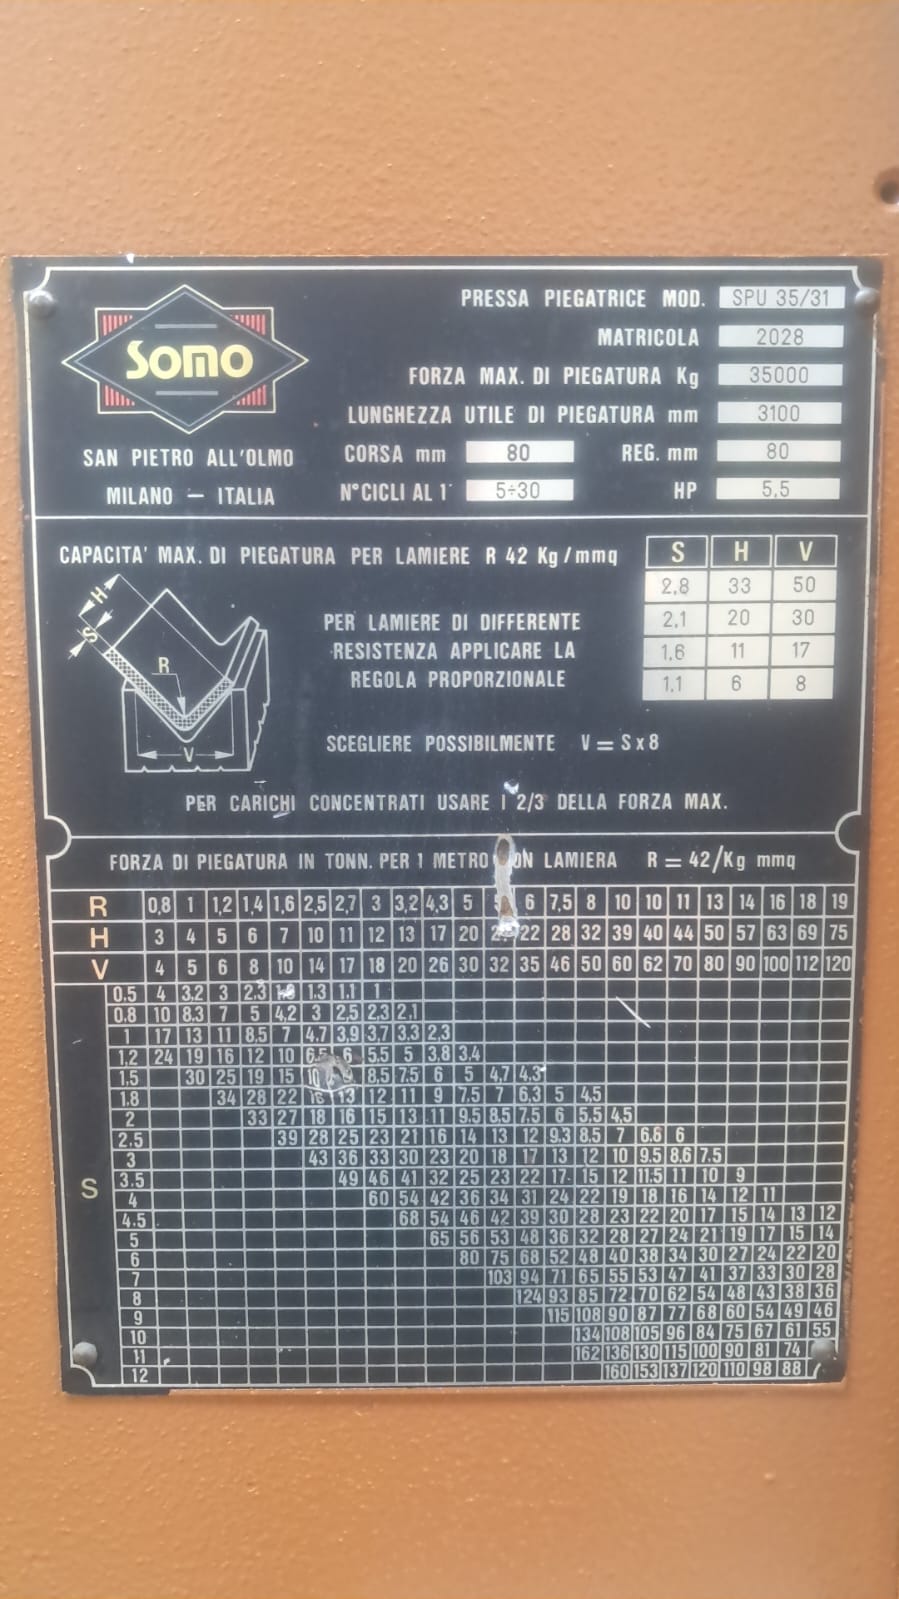 SOMO
SAN PIETRO ALL'OLMO
MILANO — ITALIA
PRESSA PIEGATRICE MOD. SPU 35/31
MATRICOLA 2028
FORZA MAX. DI PIEGATURA Kg 35000
LUNGHEZZA UTILE DI PIEGATURA mm 3100
CORSA mm 80 REG. mm 80
N° CICLI AL 1' 5÷30 HP 5,5
CAPACITA' MAX. DI PIEGATURA PER LAMIERE R 42 Kg/mmq
H
S
R
V
PER LAMIERE DI DIFFERENTE
RESISTENZA APPLICARE LA
REGOLA PROPORZIONALE
S H V
2,8 33 50
2,1 20 30
1,6 11 17
1,1 6 8
SCEGLIERE POSSIBILMENTE V = S x 8
PER CARICHI CONCENTRATI USARE I 2/3 DELLA FORZA MAX.
FORZA DI PIEGATURA IN TONN. PER 1 METRO LAMIERA R = 42/Kg mmq
R 0,8 1 1,2 1,4 1,6 2,5 2,7 3 3,2 4,3 5 6 7,5 8 10 10 11 13 14 16 18 19
H 3 4 5 6 7 10 11 12 13 17 20 22 28 32 39 40 44 50 57 63 69 75
V 4 5 6 8 10 14 17 18 20 26 30 32 35 46 50 60 62 70 80 90 100 112 120
S
0.5 4 3,2 3 2,3 1.3 1.1 1
0.8 10 8.3 7 5 4,2 3 2,5 2,3 2,1
1 17 13 11 8.5 7 4.7 3,9 3,7 3.3 2,3
1,2 24 19 16 12 10 6 5.5 5 3,8 3.4
1,5 30 25 19 15 8,5 7.5 6 5 4,7 4,3
1.8 34 28 22 16 13 12 11 9 7.5 7 6,3 5 4,5
2 33 27 18 16 15 13 11 9.5 8,5 7.5 6 5.5 4,5
2.5 39 28 25 23 21 16 14 13 12 9.3 8.5 7 6.6 6
3 43 36 33 30 23 20 18 17 13 12 10 9.5 8.6 7.5
3.5 49 46 41 32 25 23 22 17 15 12 11.5 11 10 9
4 60 54 42 36 34 31 24 22 19 18 16 14 12 11
4.5 68 54 46 42 39 30 28 23 22 20 17 15 14 13 12
5 65 56 53 48 36 32 28 27 24 21 19 17 15 14
6 80 75 68 52 48 40 38 34 30 27 24 22 20
7 103 94 71 65 55 53 47 41 37 33 30 28
8 124 93 85 72 70 62 54 48 43 38 36
9 115 108 90 87 77 68 60 54 49 46
10 134 108 105 96 84 75 67 61 55
11 162 136 130 115 100 90 81 74
12 160 153 137 120 110 98 88